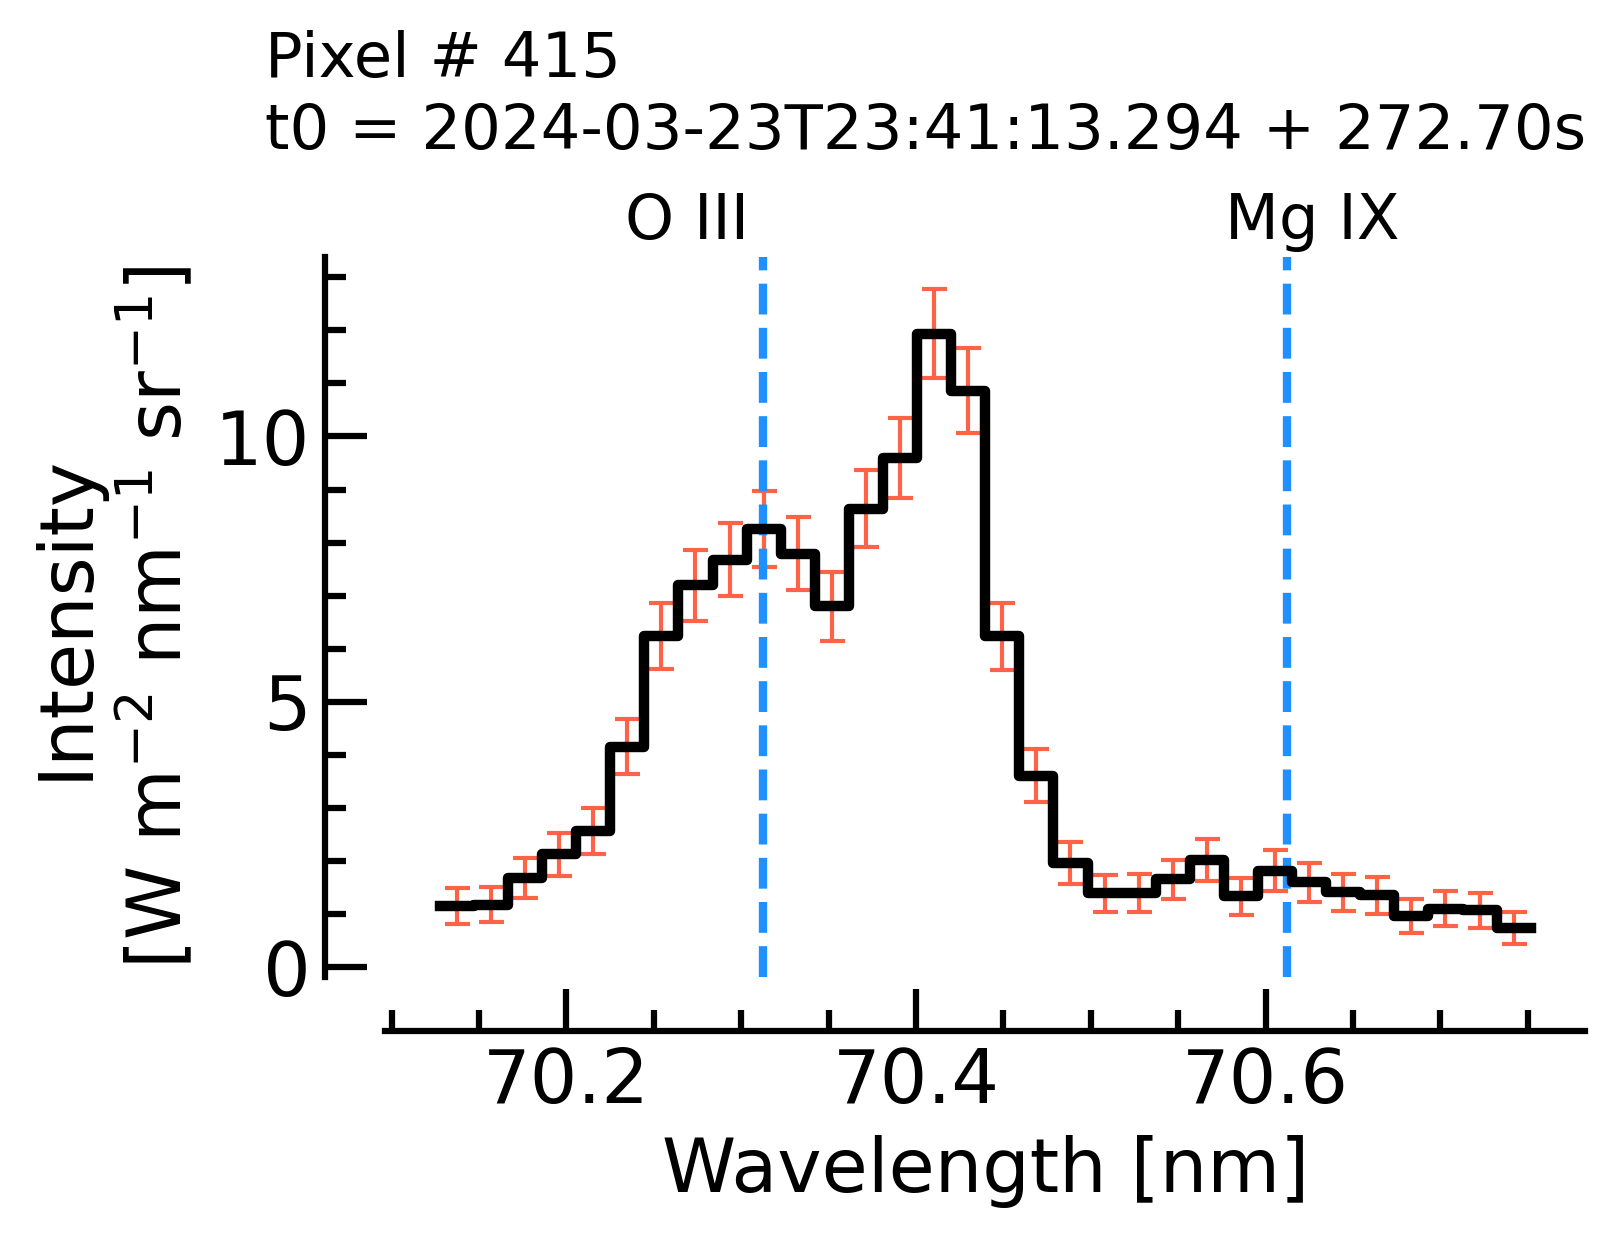 Pixel # 415
t0 = 2024-03-23T23:41:13.294 + 272.70s
O III
Mg IX
Intensity
[W m⁻² nm⁻¹ sr⁻¹]
10
5
0
70.2
70.4
70.6
Wavelength [nm]